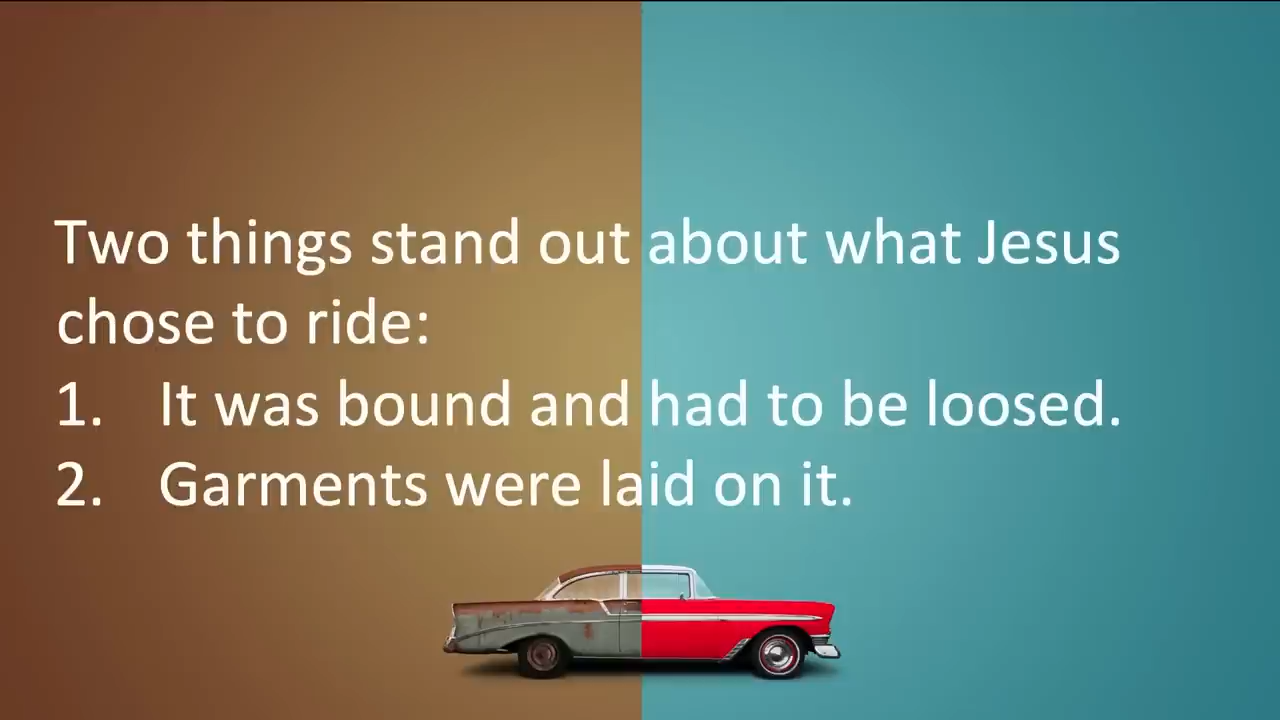 Two things stand out about what Jesus
chose to ride:
1. It was bound and had to be loosed.
2. Garments were laid on it.